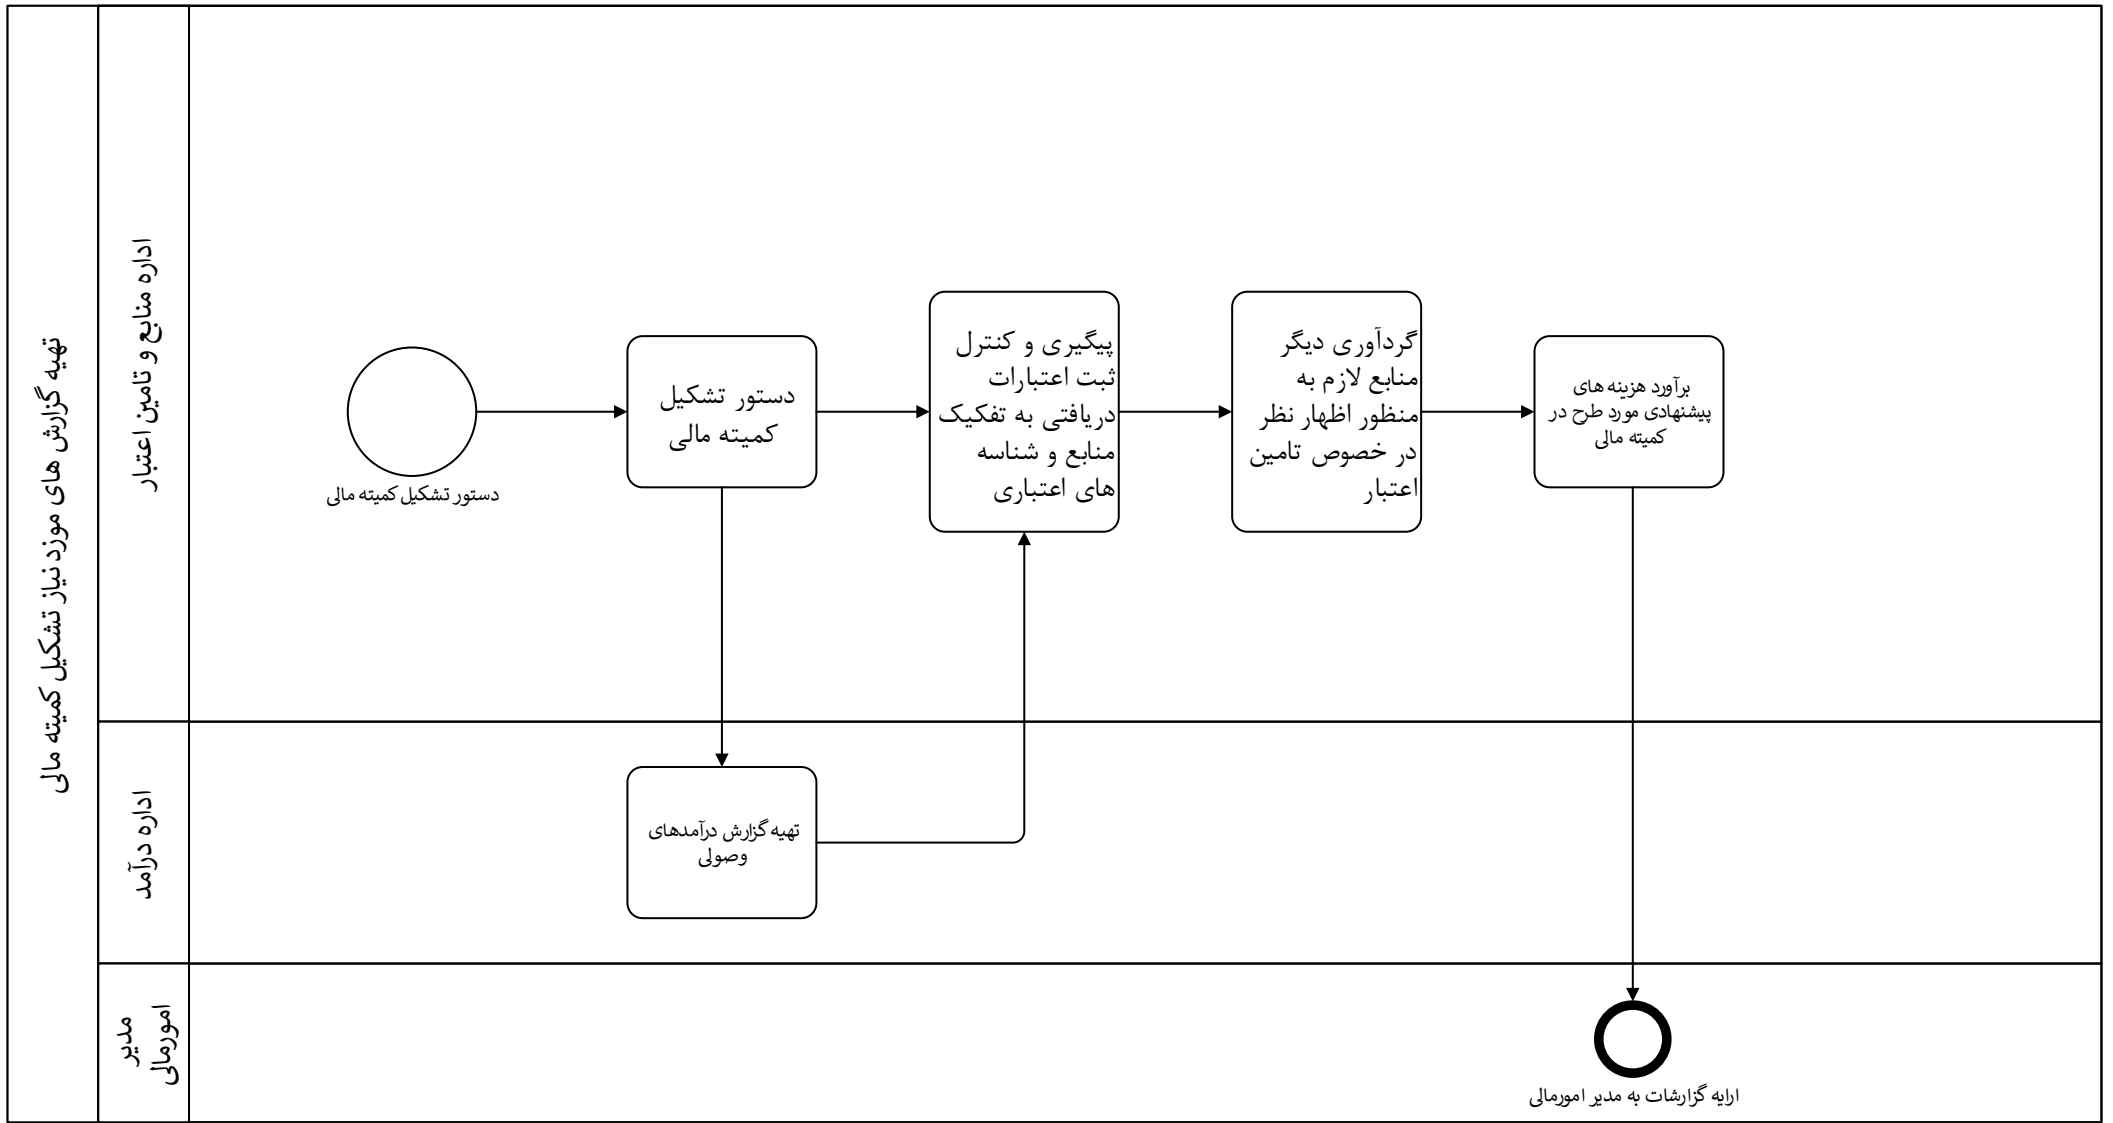 تهیه گزارش های مورد نیاز تشکیل کمیته مالی
اداره منابع و تامین اعتبار
دستور تشکیل کمیته مالی
دستور تشکیل
کمیته مالی
پیگیری و کنترل
ثبت اعتبارات
دریافتی به تفکیک
منابع و شناسه
های اعتباری
گردآوری دیگر
منابع لازم به
منظور اظهار نظر
در خصوص تامین
اعتبار
برآورد هزینه های
پیشنهادی مورد طرح در
کمیته مالی
اداره درآمد
تهیه گزارش درآمدهای
وصولی
مدیر
امورمالی
ارایه گزارشات به مدیر امورمالی